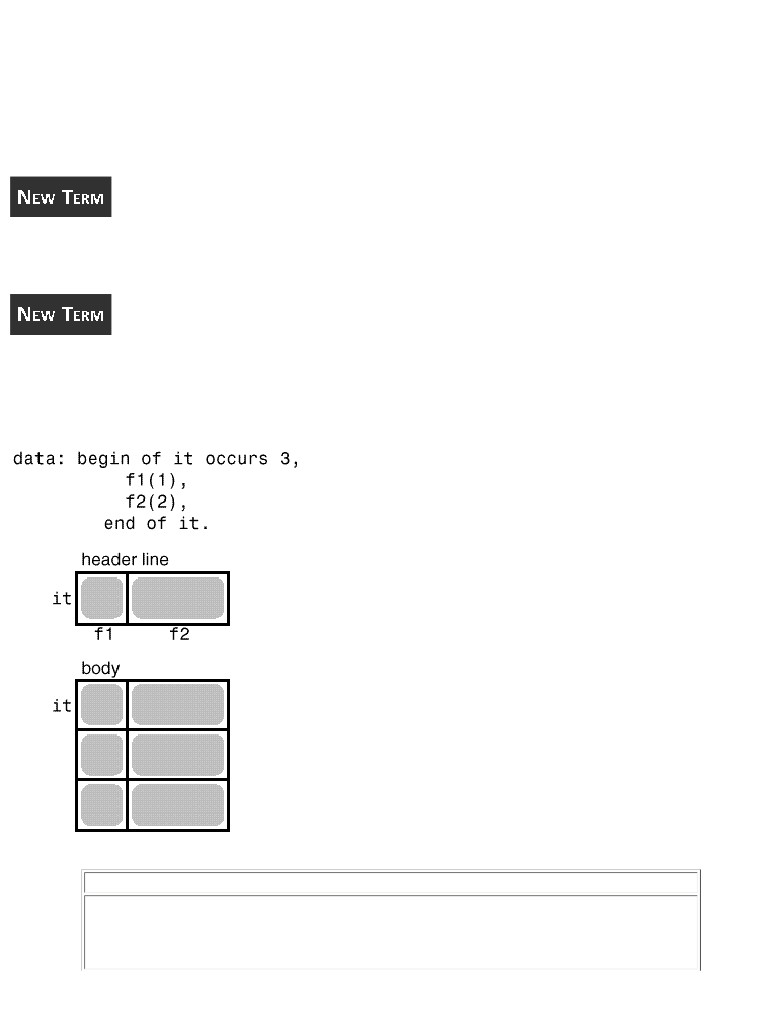 NEW TERM
NEW TERM
data: begin of it occurs 3,
f1(1),
f2(2),
end of it.
header line
it
f1 f2
body
it